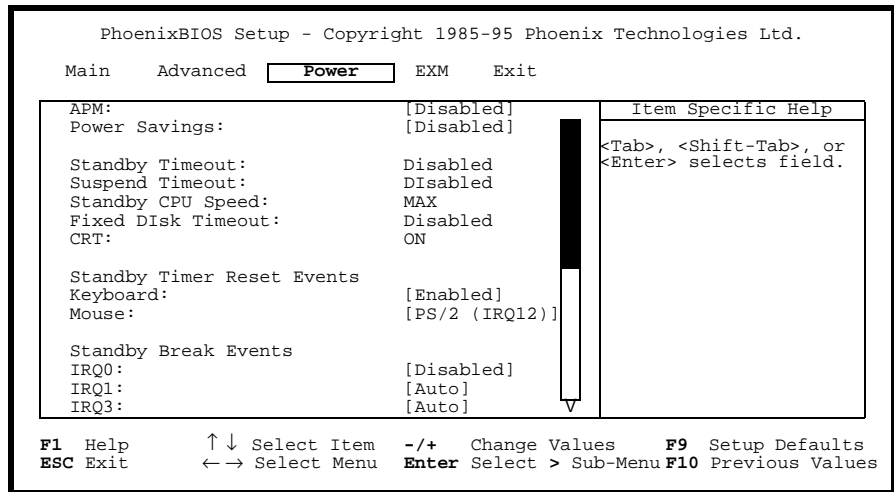 PhoenixBIOS Setup - Copyright 1985-95 Phoenix Technologies Ltd.
Main Advanced Power EXM Exit
APM: [Disabled] Item Specific Help
Power Savings: [Disabled]
<Tab>, <Shift-Tab>, or
Standby Timeout: Disabled <Enter> selects field.
Suspend Timeout: DIsabled
Standby CPU Speed: MAX
Fixed DIsk Timeout: Disabled
CRT: ON
Standby Timer Reset Events
Keyboard: [Enabled]
Mouse: [PS/2 (IRQ12)]
Standby Break Events
IRQ0: [Disabled]
IRQ1: [Auto]
IRQ3: [Auto] V
F1 Help ↑↓ Select Item -/+ Change Values F9 Setup Defaults
ESC Exit ←→ Select Menu Enter Select > Sub-Menu F10 Previous Values